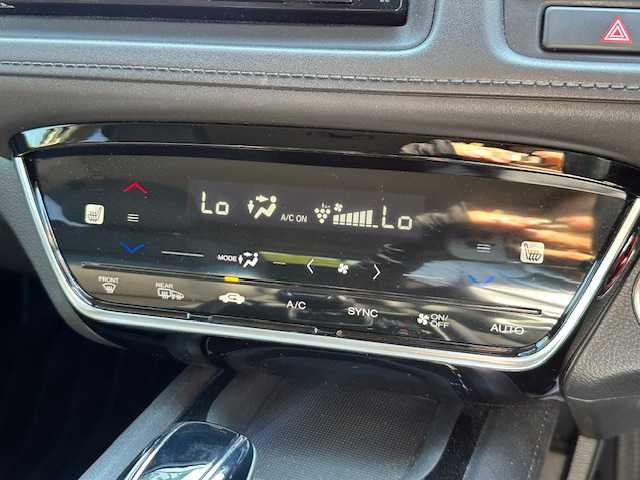 Lo A/C ON Lo
MODE
FRONT REAR A/C SYNC ON/OFF AUTO